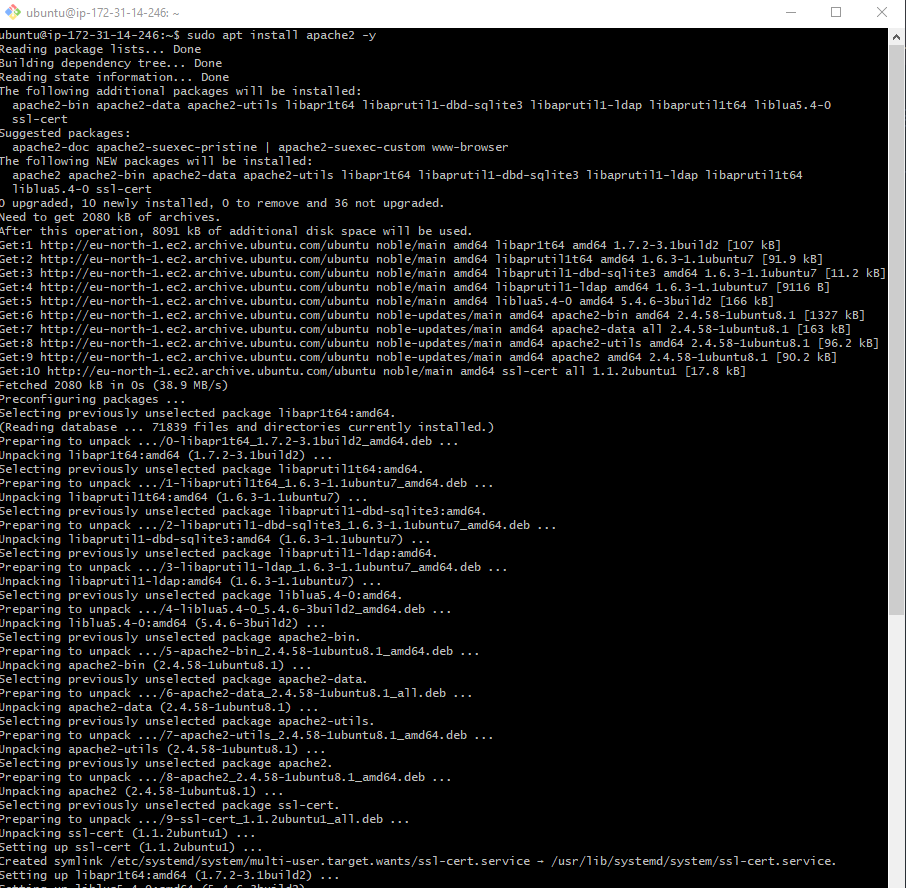 ubuntu@ip-172-31-14-246: ~
ubuntu@ip-172-31-14-246:~$ sudo apt install apache2 -y
Reading package lists... Done
Building dependency tree... Done
Reading state information... Done
The following additional packages will be installed:
  apache2-bin apache2-data apache2-utils libapr1t64 libaprutil1-dbd-sqlite3 libaprutil1-ldap libaprutil1t64 liblua5.4-0
  ssl-cert
Suggested packages:
  apache2-doc apache2-suexec-pristine | apache2-suexec-custom www-browser
The following NEW packages will be installed:
  apache2 apache2-bin apache2-data apache2-utils libapr1t64 libaprutil1-dbd-sqlite3 libaprutil1-ldap libaprutil1t64
  liblua5.4-0 ssl-cert
0 upgraded, 10 newly installed, 0 to remove and 36 not upgraded.
Need to get 2080 kB of archives.
After this operation, 8091 kB of additional disk space will be used.
Get:1 http://eu-north-1.ec2.archive.ubuntu.com/ubuntu noble/main amd64 libapr1t64 amd64 1.7.2-3.1build2 [107 kB]
Get:2 http://eu-north-1.ec2.archive.ubuntu.com/ubuntu noble/main amd64 libaprutil1t64 amd64 1.6.3-1.1ubuntu7 [91.9 kB]
Get:3 http://eu-north-1.ec2.archive.ubuntu.com/ubuntu noble/main amd64 libaprutil1-dbd-sqlite3 amd64 1.6.3-1.1ubuntu7 [11.2 kB]
Get:4 http://eu-north-1.ec2.archive.ubuntu.com/ubuntu noble/main amd64 libaprutil1-ldap amd64 1.6.3-1.1ubuntu7 [9116 B]
Get:5 http://eu-north-1.ec2.archive.ubuntu.com/ubuntu noble/main amd64 liblua5.4-0 amd64 5.4.6-3build2 [166 kB]
Get:6 http://eu-north-1.ec2.archive.ubuntu.com/ubuntu noble-updates/main amd64 apache2-bin amd64 2.4.58-1ubuntu8.1 [1327 kB]
Get:7 http://eu-north-1.ec2.archive.ubuntu.com/ubuntu noble-updates/main amd64 apache2-data all 2.4.58-1ubuntu8.1 [163 kB]
Get:8 http://eu-north-1.ec2.archive.ubuntu.com/ubuntu noble-updates/main amd64 apache2-utils amd64 2.4.58-1ubuntu8.1 [96.2 kB]
Get:9 http://eu-north-1.ec2.archive.ubuntu.com/ubuntu noble-updates/main amd64 apache2 amd64 2.4.58-1ubuntu8.1 [90.2 kB]
Get:10 http://eu-north-1.ec2.archive.ubuntu.com/ubuntu noble/main amd64 ssl-cert all 1.1.2ubuntu1 [17.8 kB]
Fetched 2080 kB in 0s (38.9 MB/s)
Preconfiguring packages ...
Selecting previously unselected package libapr1t64:amd64.
(Reading database ... 71839 files and directories currently installed.)
Preparing to unpack .../0-libapr1t64_1.7.2-3.1build2_amd64.deb ...
Unpacking libapr1t64:amd64 (1.7.2-3.1build2) ...
Selecting previously unselected package libaprutil1t64:amd64.
Preparing to unpack .../1-libaprutil1t64_1.6.3-1.1ubuntu7_amd64.deb ...
Unpacking libaprutil1t64:amd64 (1.6.3-1.1ubuntu7) ...
Selecting previously unselected package libaprutil1-dbd-sqlite3:amd64.
Preparing to unpack .../2-libaprutil1-dbd-sqlite3_1.6.3-1.1ubuntu7_amd64.deb ...
Unpacking libaprutil1-dbd-sqlite3:amd64 (1.6.3-1.1ubuntu7) ...
Selecting previously unselected package libaprutil1-ldap:amd64.
Preparing to unpack .../3-libaprutil1-ldap_1.6.3-1.1ubuntu7_amd64.deb ...
Unpacking libaprutil1-ldap:amd64 (1.6.3-1.1ubuntu7) ...
Selecting previously unselected package liblua5.4-0:amd64.
Preparing to unpack .../4-liblua5.4-0_5.4.6-3build2_amd64.deb ...
Unpacking liblua5.4-0:amd64 (5.4.6-3build2) ...
Selecting previously unselected package apache2-bin.
Preparing to unpack .../5-apache2-bin_2.4.58-1ubuntu8.1_amd64.deb ...
Unpacking apache2-bin (2.4.58-1ubuntu8.1) ...
Selecting previously unselected package apache2-data.
Preparing to unpack .../6-apache2-data_2.4.58-1ubuntu8.1_all.deb ...
Unpacking apache2-data (2.4.58-1ubuntu8.1) ...
Selecting previously unselected package apache2-utils.
Preparing to unpack .../7-apache2-utils_2.4.58-1ubuntu8.1_amd64.deb ...
Unpacking apache2-utils (2.4.58-1ubuntu8.1) ...
Selecting previously unselected package apache2.
Preparing to unpack .../8-apache2_2.4.58-1ubuntu8.1_amd64.deb ...
Unpacking apache2 (2.4.58-1ubuntu8.1) ...
Selecting previously unselected package ssl-cert.
Preparing to unpack .../9-ssl-cert_1.1.2ubuntu1_all.deb ...
Unpacking ssl-cert (1.1.2ubuntu1) ...
Setting up ssl-cert (1.1.2ubuntu1) ...
Created symlink /etc/systemd/system/multi-user.target.wants/ssl-cert.service → /usr/lib/systemd/system/ssl-cert.service.
Setting up libapr1t64:amd64 (1.7.2-3.1build2) ...
Setting up liblua5.4-0:amd64 (5.4.6-3build2)